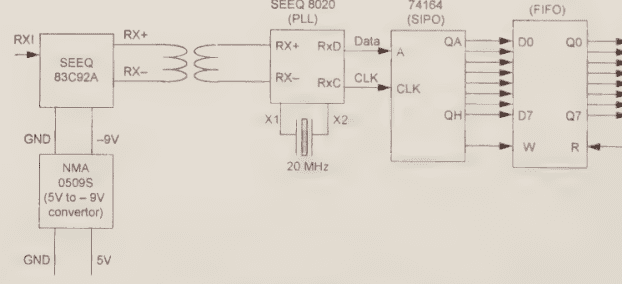 SEEQ 8020
(PLL)
74164
(SIPO)
(FIFO)
RXI
SEEQ
83C92A
RX+
RX–
RX+
RX–
RxD
RxC
Data
CLK
A
CLK
QA
QH
D0
D7
Q0
Q7
W
R
X1
X2
20 MHz
GND
–9V
NMA
0509S
(5V to – 9V
convertor)
GND
5V